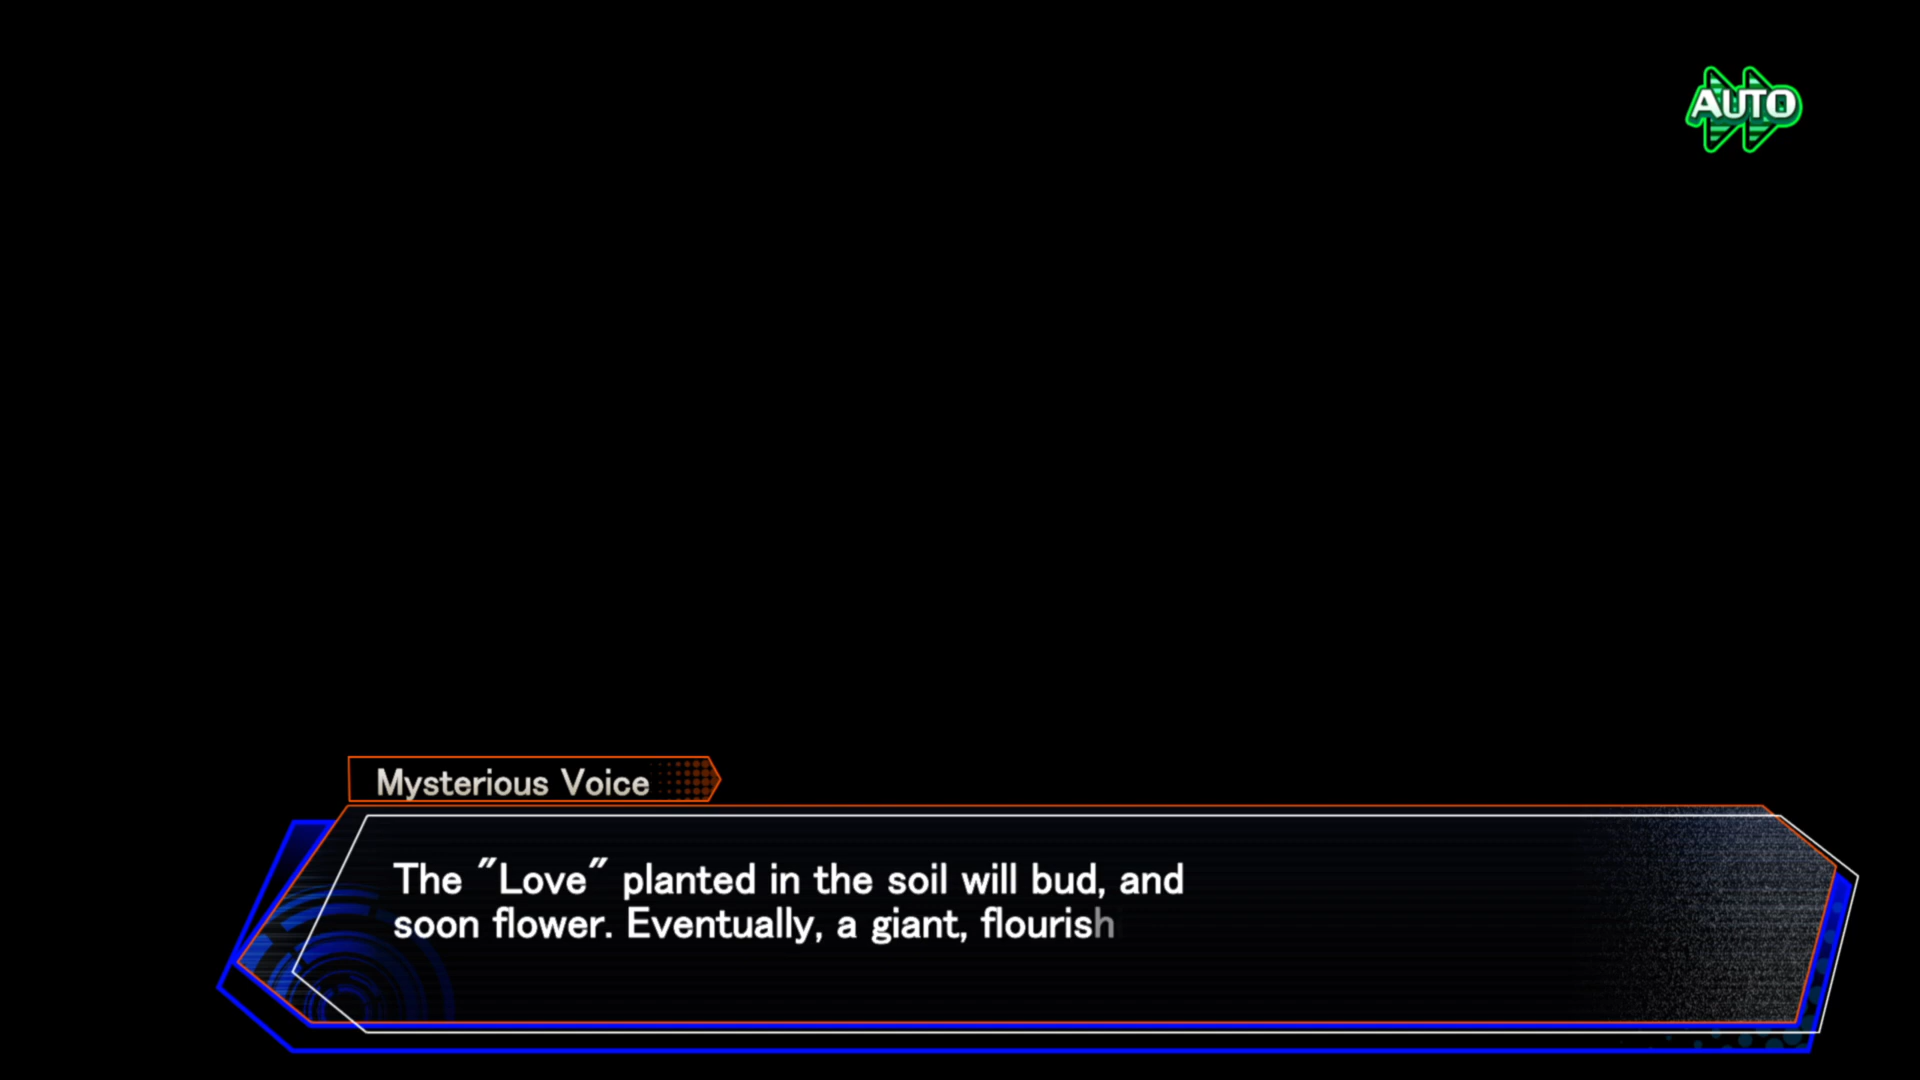 AUTO
Mysterious Voice
The "Love" planted in the soil will bud, and
soon flower. Eventually, a giant, flourish